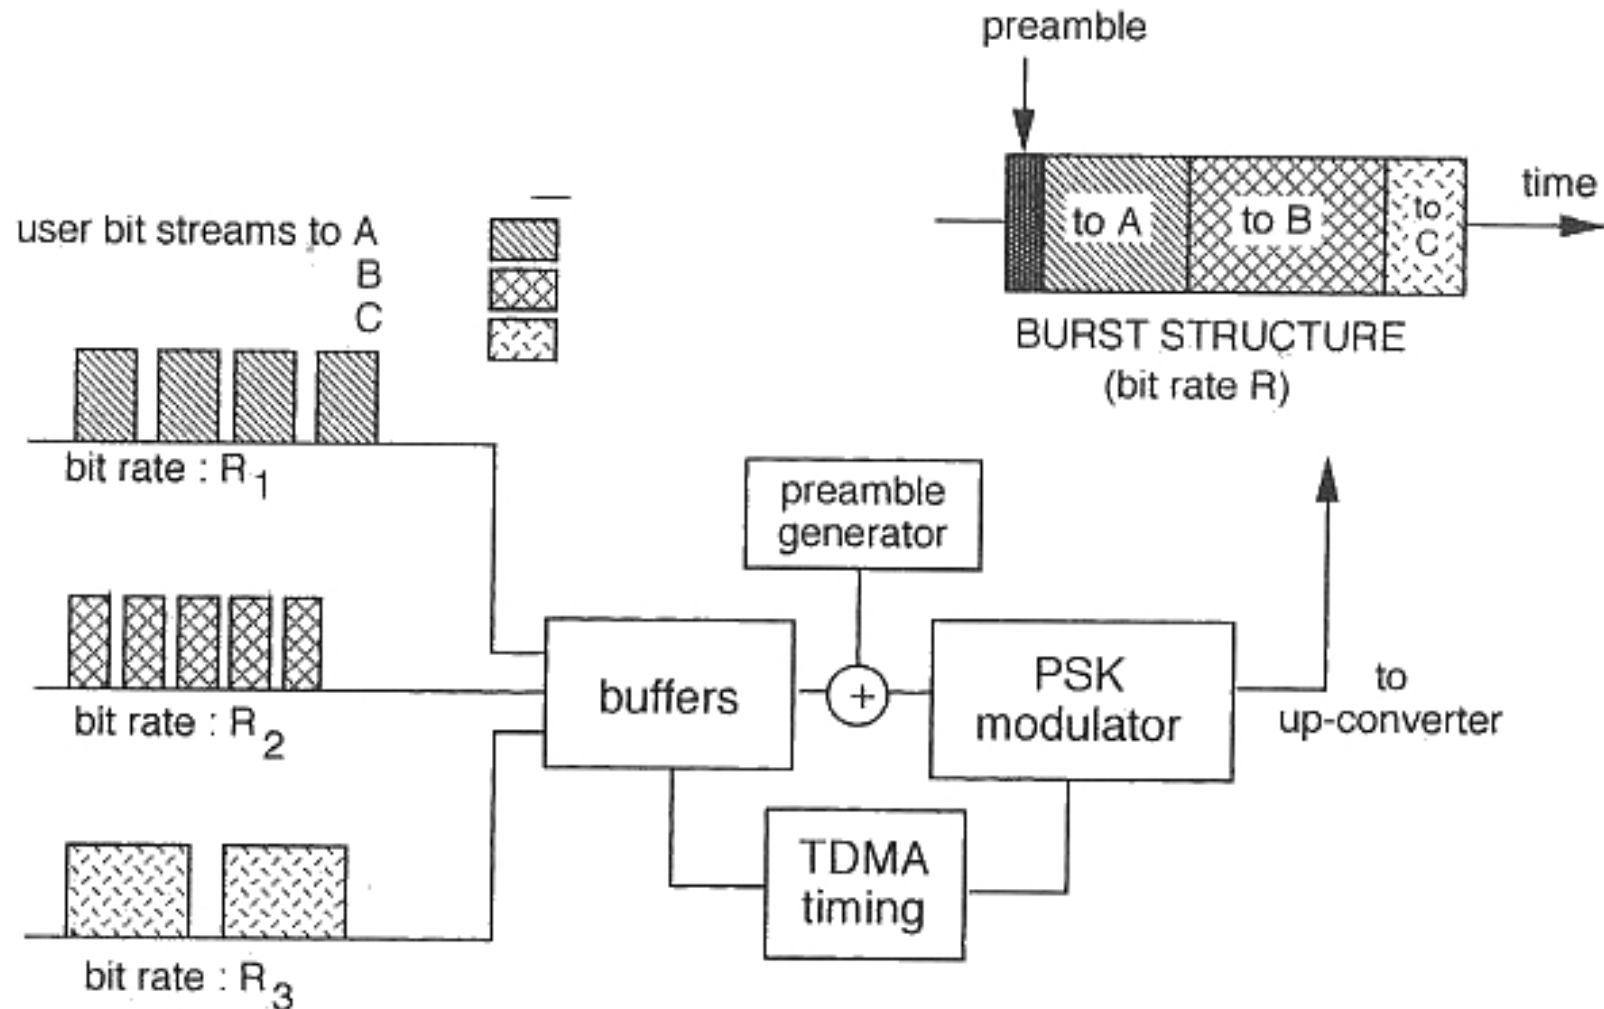 preamble
to A
to B
to
C
time
BURST STRUCTURE
(bit rate R)
user bit streams to A
B
C
bit rate : R1
bit rate : R2
bit rate : R3
preamble
generator
buffers
+
PSK
modulator
to
up-converter
TDMA
timing